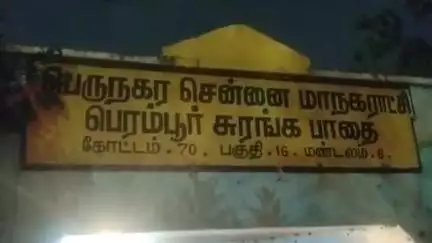 பெருநகர சென்னை மாநகராட்சி
பெரம்பூர் சுரங்க பாதை
கோட்டம் . 70 . பகுதி . 16 . மண்டலம் . 6 .